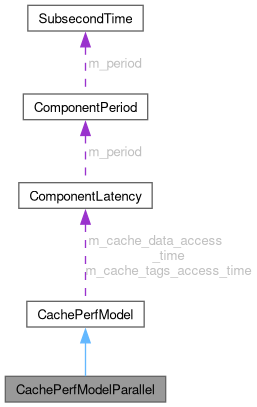 SubsecondTime
m_period
ComponentPeriod
m_period
ComponentLatency
m_cache_data_access
_time
m_cache_tags_access_time
CachePerfModel
CachePerfModelParallel